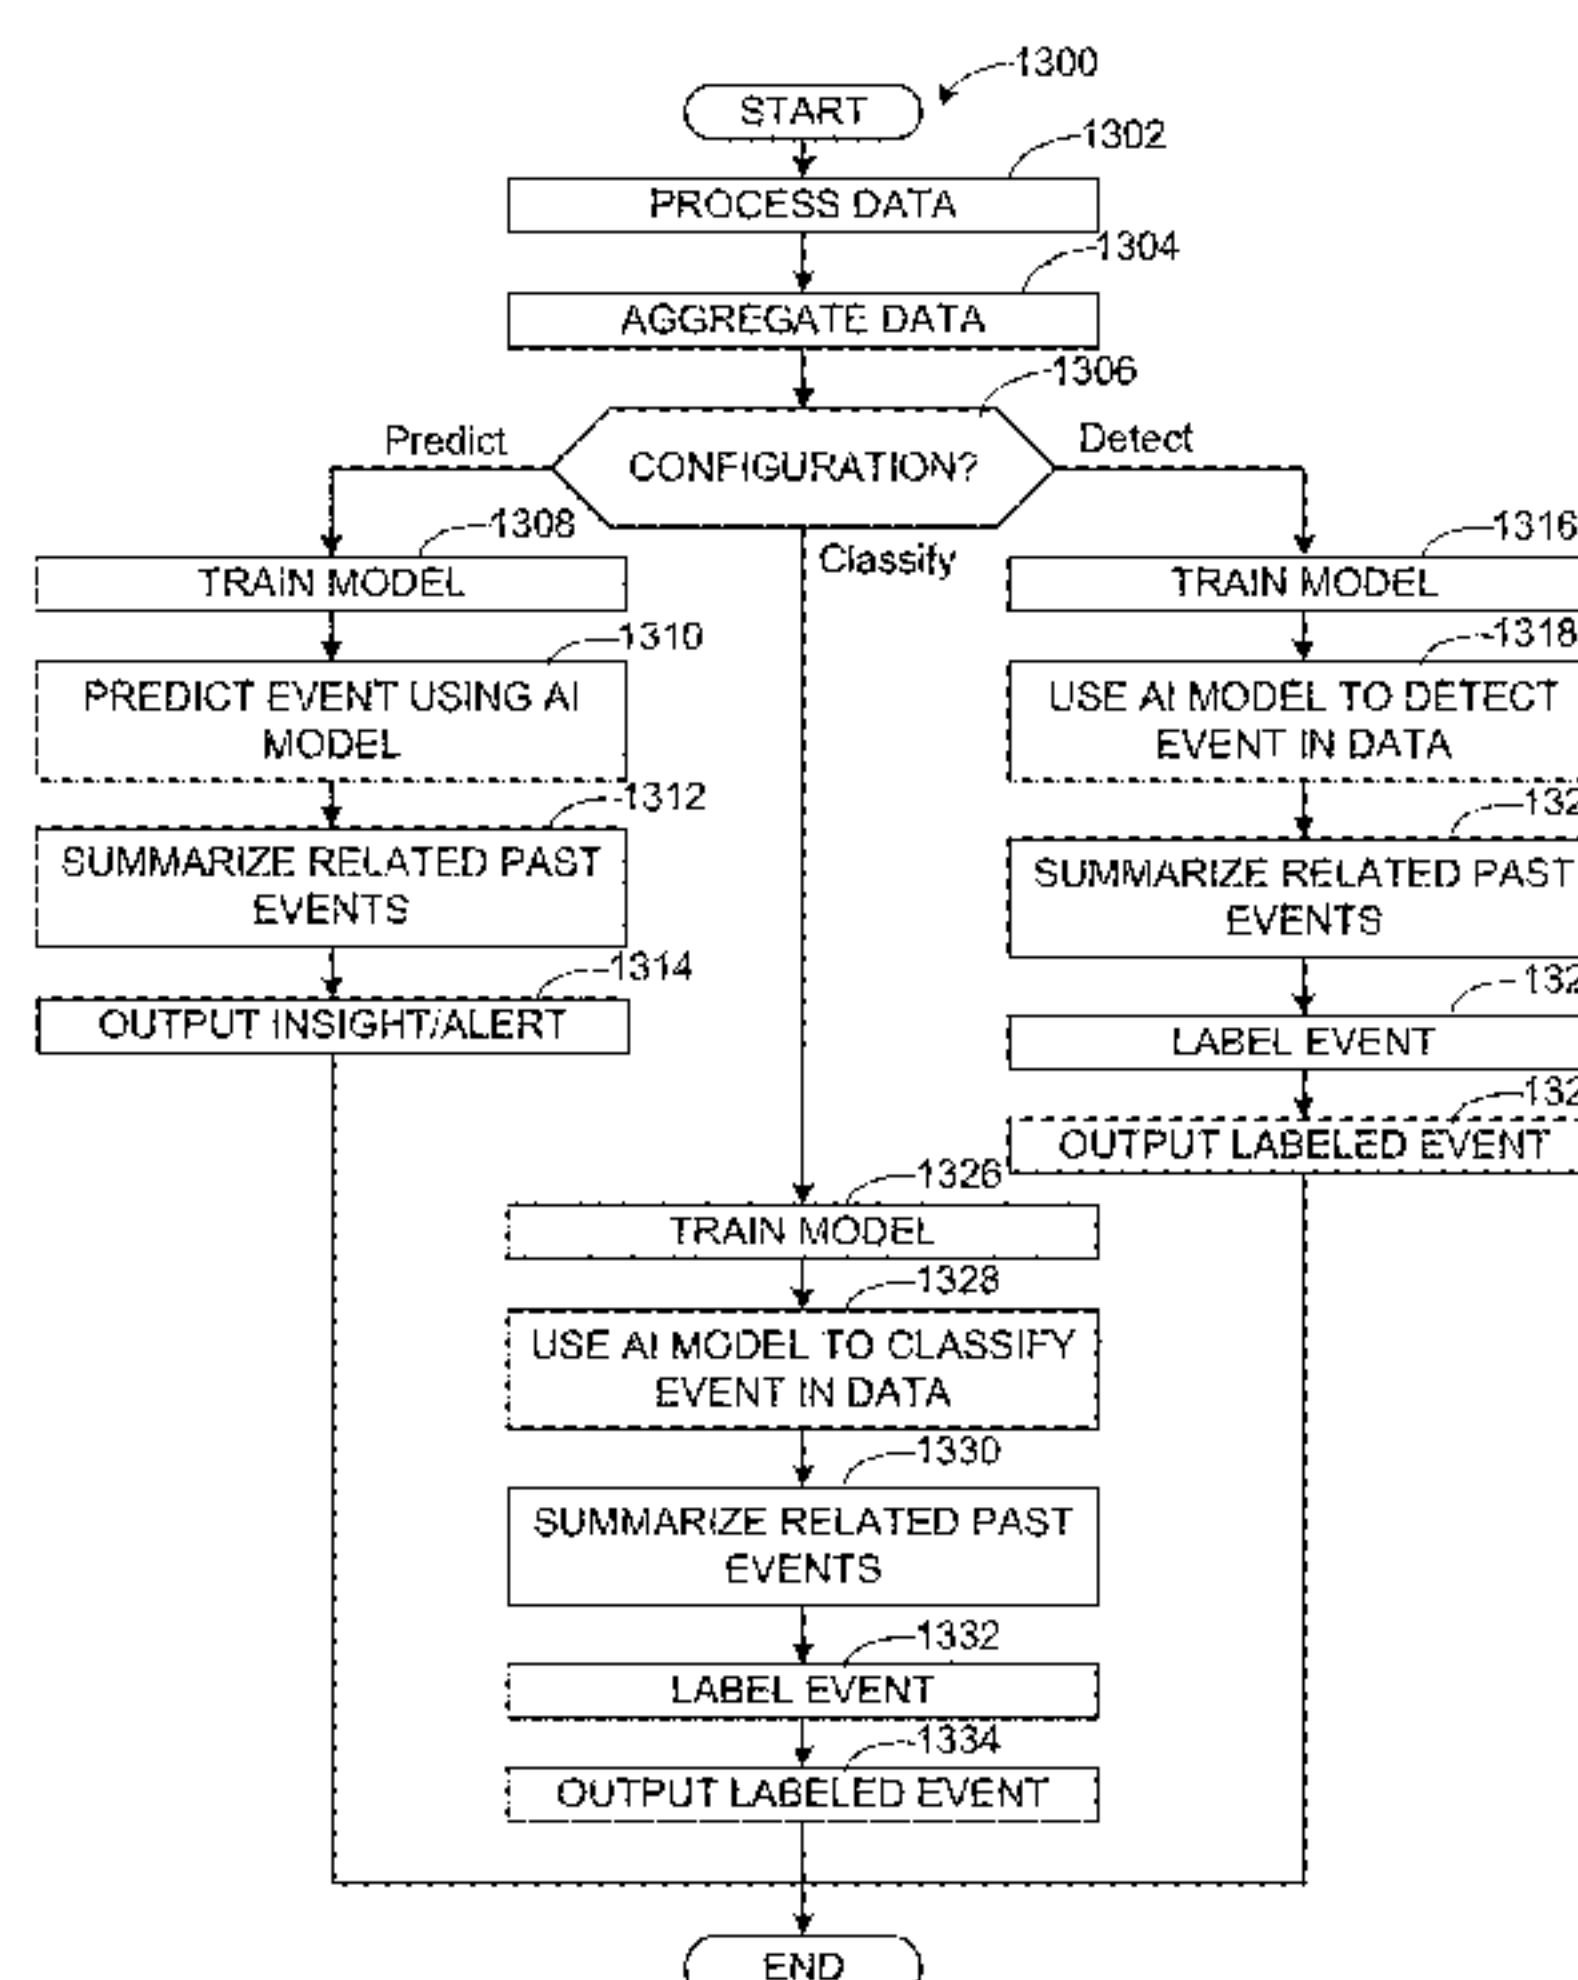 1300
START
1302
PROCESS DATA
1304
AGGREGATE DATA
1306
CONFIGURATION?
Predict
Detect
Classify
1308
TRAIN MODEL
1310
PREDICT EVENT USING AI
MODEL
1312
SUMMARIZE RELATED PAST
EVENTS
1314
OUTPUT INSIGHT/ALERT
1316
TRAIN MODEL
1318
USE AI MODEL TO DETECT
EVENT IN DATA
SUMMARIZE RELATED PAST
EVENTS
LABEL EVENT
OUTPUT LABELED EVENT
1326
TRAIN MODEL
1328
USE AI MODEL TO CLASSIFY
EVENT IN DATA
1330
SUMMARIZE RELATED PAST
EVENTS
1332
LABEL EVENT
1334
OUTPUT LABELED EVENT
END